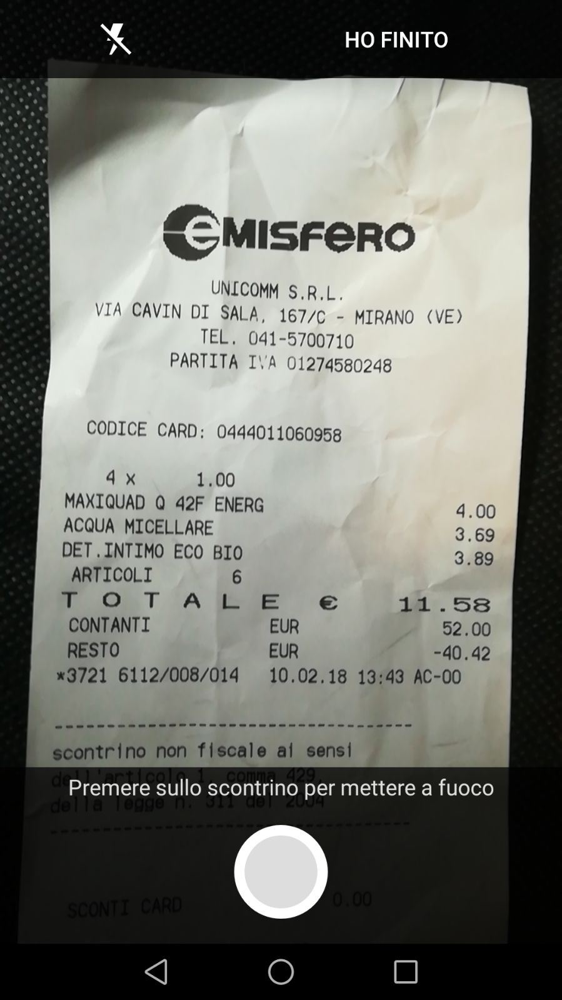 HO FINITO
eMISFeRO
UNICOMM S.R.L.
VIA CAVIN DI SALA, 167/C - MIRANO (VE)
TEL. 041-5700710
PARTITA IVA 01274580248
CODICE CARD: 0444011060958
4 x 1.00
MAXIQUAD Q 42F ENERG 4.00
ACQUA MICELLARE 3.69
DET.INTIMO ECO BIO 3.89
ARTICOLI 6
TOTALE € 11.58
CONTANTI EUR 52.00
RESTO EUR -40.42
*3721 6112/008/014 10.02.18 13:43 AC-00
------------------------------------
scontrino non fiscale ai sensi
dell'articolo 1, comma 429,
Premere sullo scontrino per mettere a fuoco
della legge n. 311 del 2004
------------------------------------
SCONTI CARD 0.00